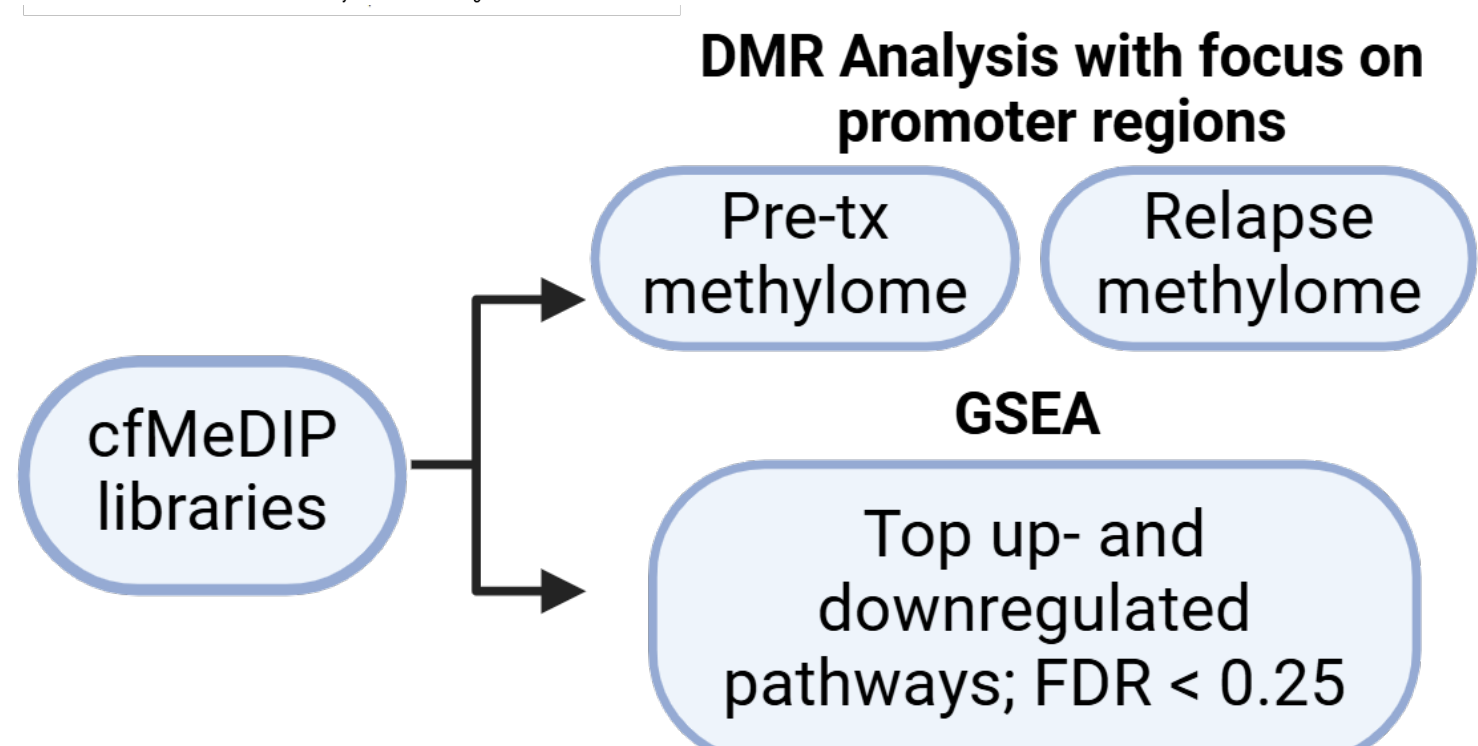 DMR Analysis with focus on
promoter regions
Pre-tx
methylome
Relapse
methylome
cfMeDIP
libraries
GSEA
Top up- and
downregulated
pathways; FDR < 0.25